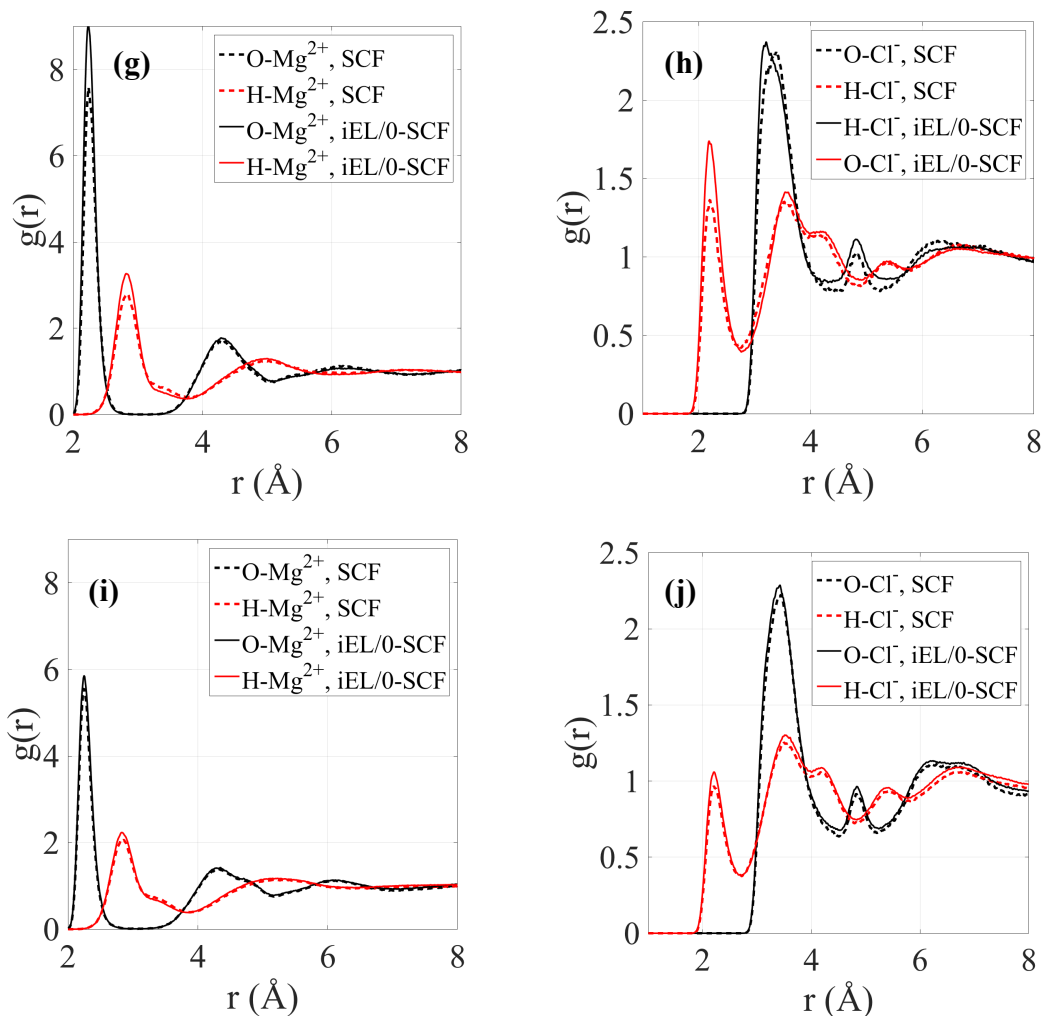 (g)
O-Mg²⁺, SCF
H-Mg²⁺, SCF
O-Mg²⁺, iEL/0-SCF
H-Mg²⁺, iEL/0-SCF
8
6
4
2
0
g(r)
2 4 6 8
r (Å)
(h)
O-Cl⁻, SCF
H-Cl⁻, SCF
H-Cl⁻, iEL/0-SCF
O-Cl⁻, iEL/0-SCF
2.5
2
1.5
1
0.5
0
g(r)
2 4 6 8
r (Å)
(i)
O-Mg²⁺, SCF
H-Mg²⁺, SCF
O-Mg²⁺, iEL/0-SCF
H-Mg²⁺, iEL/0-SCF
8
6
4
2
0
g(r)
2 4 6 8
r (Å)
(j)
O-Cl⁻, SCF
H-Cl⁻, SCF
O-Cl⁻, iEL/0-SCF
H-Cl⁻, iEL/0-SCF
2.5
2
1.5
1
0.5
0
g(r)
2 4 6 8
r (Å)